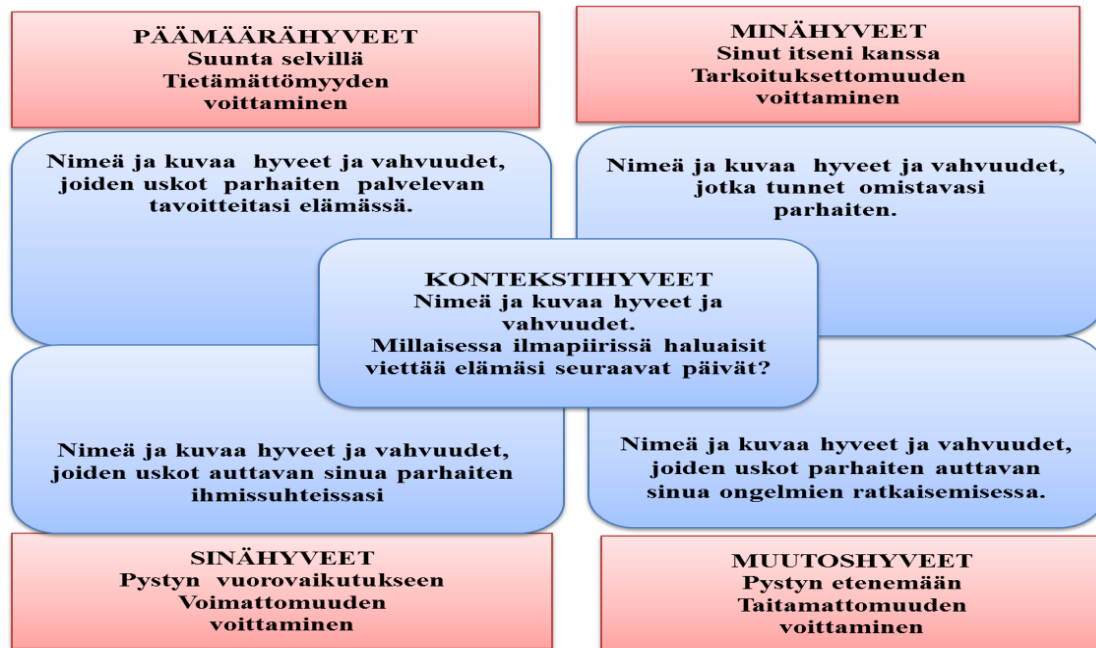 PÄÄMÄÄRÄHYVEET
Suunta selvillä
Tietämättömyyden
voittaminen
MINÄHYVEET
Sinut itseni kanssa
Tarkoituksettomuuden
voittaminen
Nimeä ja kuvaa hyveet ja vahvuudet,
joiden uskot parhaiten palvelevan
tavoitteitasi elämässä.
Nimeä ja kuvaa hyveet ja vahvuudet,
jotka tunnet omistavasi
parhaiten.
KONTEKSTIHYVEET
Nimeä ja kuvaa hyveet ja
vahvuudet.
Millaisessa ilmapiirissä haluaisit
viettää elämäsi seuraavat päivät?
Nimeä ja kuvaa hyveet ja vahvuudet,
joiden uskot auttavan sinua parhaiten
ihmissuhteissasi
Nimeä ja kuvaa hyveet ja vahvuudet,
joiden uskot parhaiten auttavan
sinua ongelmien ratkaisemisessa.
SINÄHYVEET
Pystyn vuorovaikutukseen
Voimattomuuden
voittaminen
MUUTOSHYVEET
Pystyn etenemään
Taitamattomuuden
voittaminen